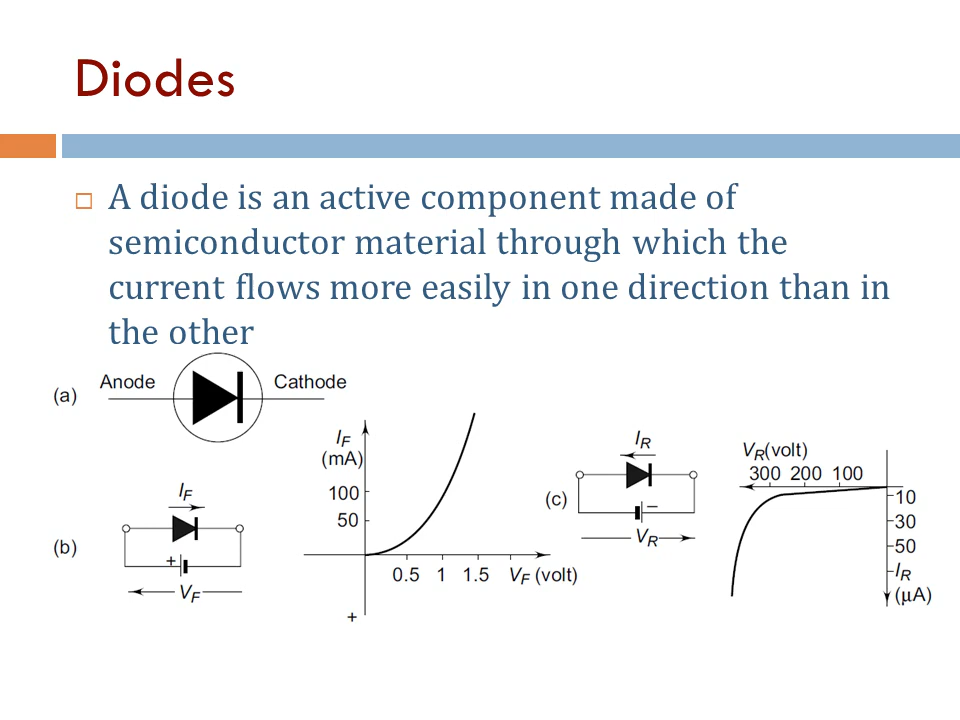 Diodes
A diode is an active component made of
semiconductor material through which the
current flows more easily in one direction than in
the other
(a)
Anode
Cathode
(b)
I_F
+
V_F
I_F
(mA)
100
50
0.5 1 1.5 V_F (volt)
+
(c)
I_R
−
V_R
V_R(volt)
300 200 100
10
30
50
I_R
(μA)